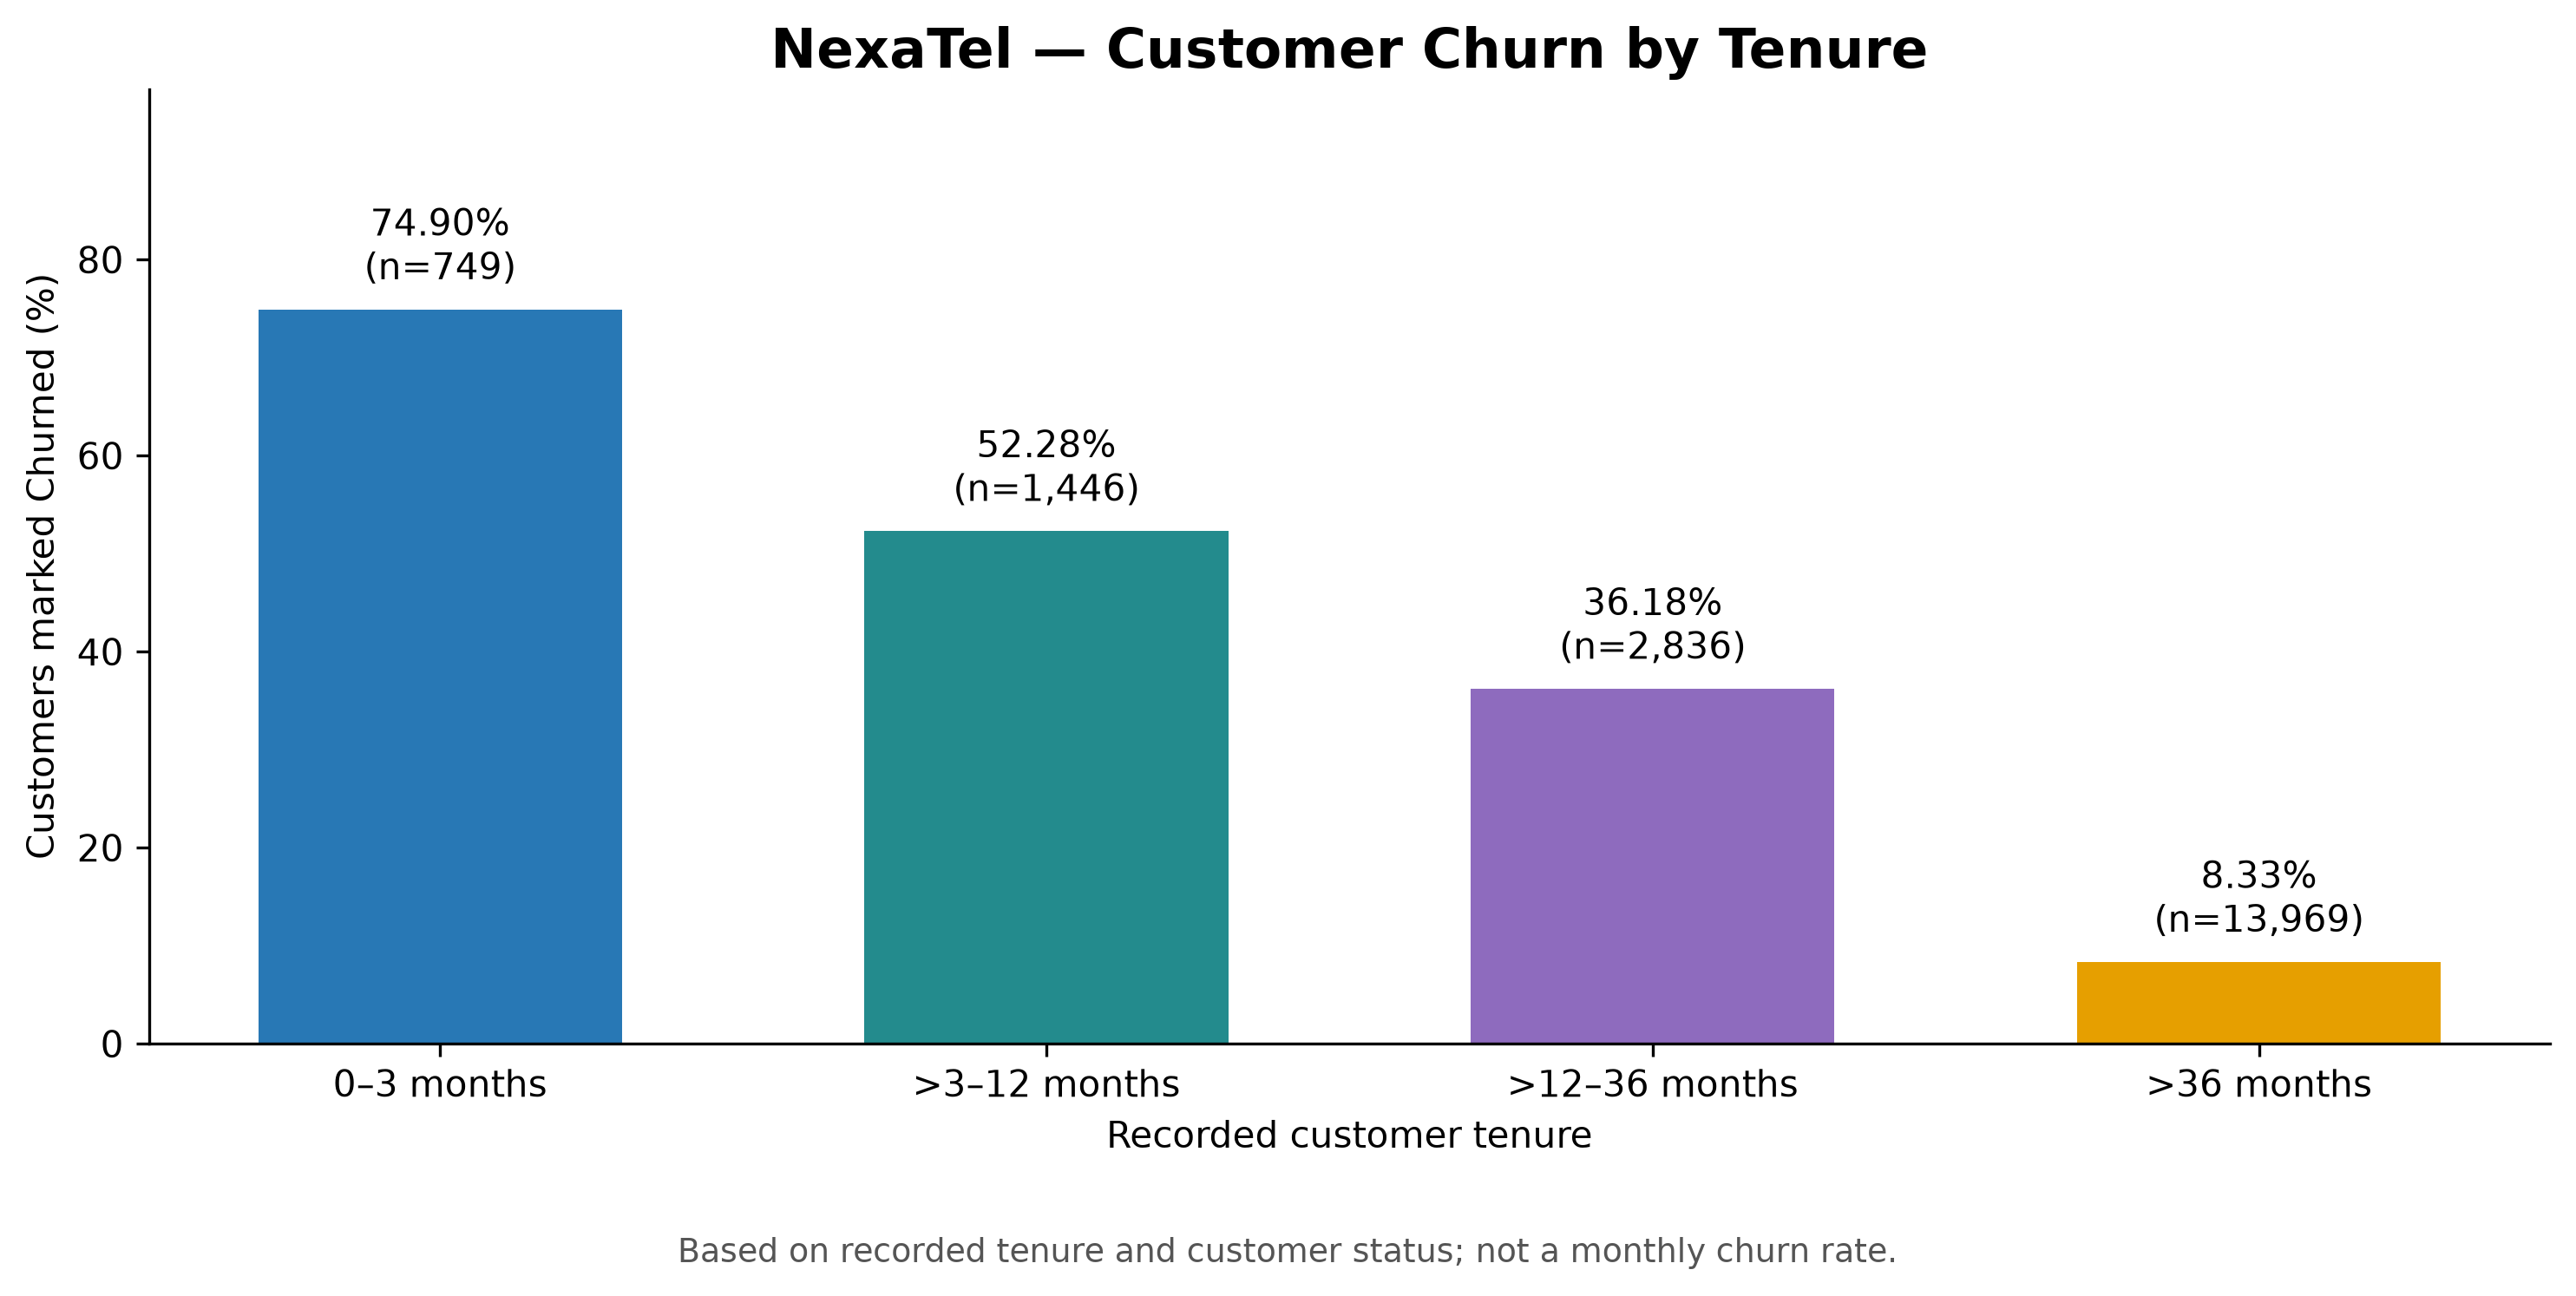 NexaTel — Customer Churn by Tenure
Customers marked Churned (%)
80
60
40
20
0
74.90%
(n=749)
52.28%
(n=1,446)
36.18%
(n=2,836)
8.33%
(n=13,969)
0–3 months
>3–12 months
>12–36 months
>36 months
Recorded customer tenure
Based on recorded tenure and customer status; not a monthly churn rate.